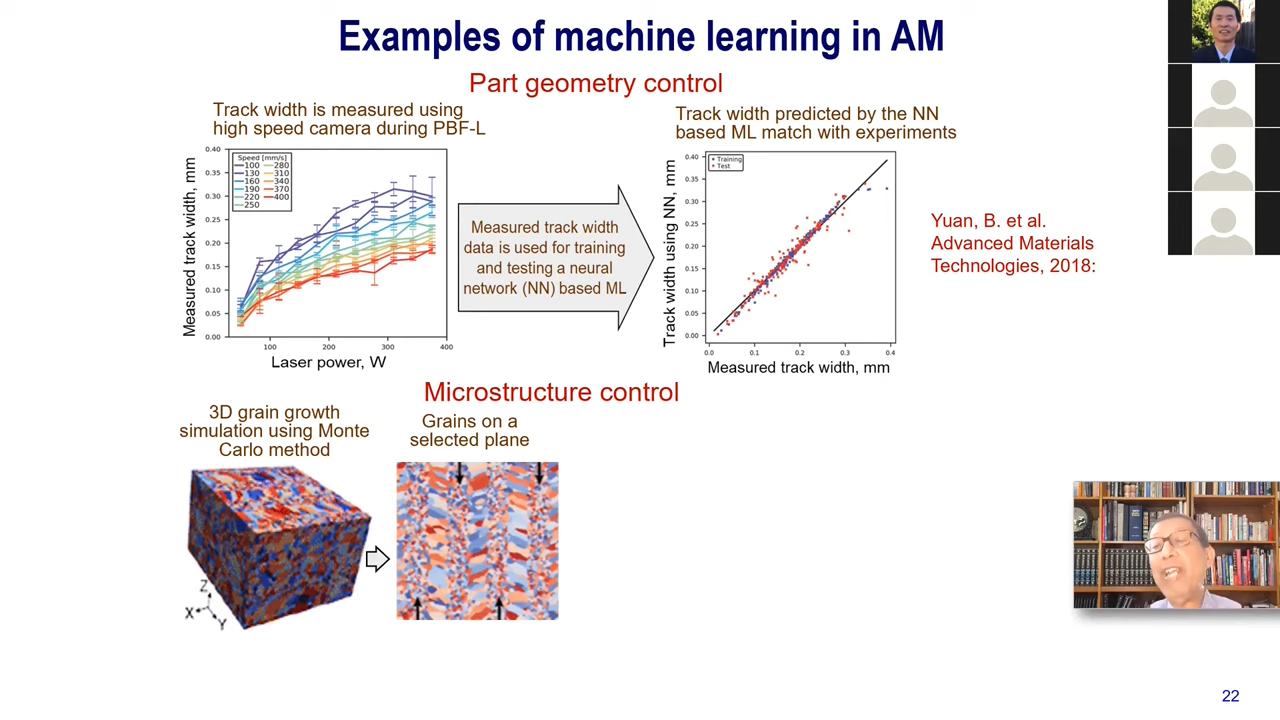 Examples of machine learning in AM
Part geometry control
Track width is measured using
high speed camera during PBF-L
Measured track width, mm
0.40
0.35
0.30
0.25
0.20
0.15
0.10
0.05
0.00
Speed [mm/s]
100 280
130 310
160 340
190 370
220 400
250
100 200 300 400
Laser power, W
Measured track width
data is used for training
and testing a neural
network (NN) based ML
Track width predicted by the NN
based ML match with experiments
Track width using NN, mm
0.40
0.35
0.30
0.25
0.20
0.15
0.10
0.05
0.00
Training
Test
0.0 0.1 0.2 0.3 0.4
Measured track width, mm
Yuan, B. et al.
Advanced Materials
Technologies, 2018:
Microstructure control
3D grain growth
simulation using Monte
Carlo method
Z
X
Y
Grains on a
selected plane
22